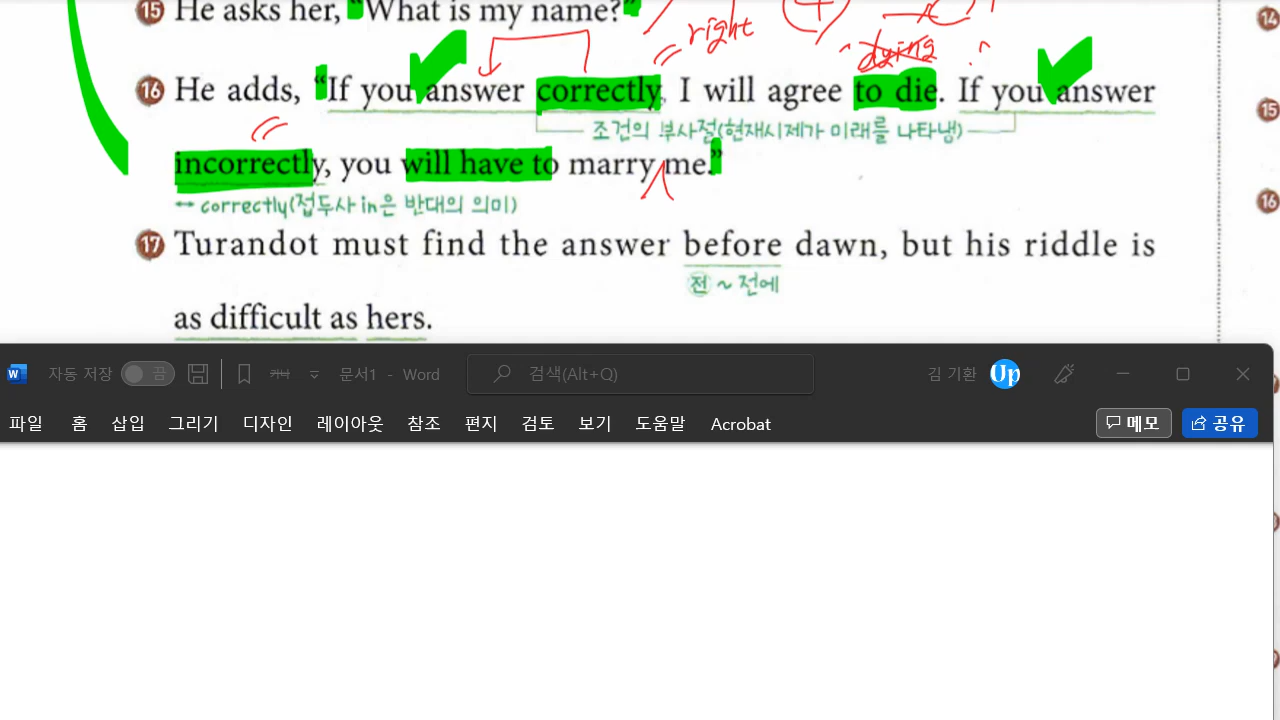 15 He asks her, "What is my name?"
right
dying
16 He adds, "If you answer correctly, I will agree to die. If you answer
조건의 부사절(현재시제가 미래를 나타냄)
incorrectly, you will have to marry me."
↔ correctly(접두사 in은 반대의 의미)
17 Turandot must find the answer before dawn, but his riddle is
전 ~ 전에
as difficult as hers.
14
15
16
자동 저장 끔 가나 문서1 - Word 검색(Alt+Q) 김 기환 Up
파일 홈 삽입 그리기 디자인 레이아웃 참조 편지 검토 보기 도움말 Acrobat 메모 공유